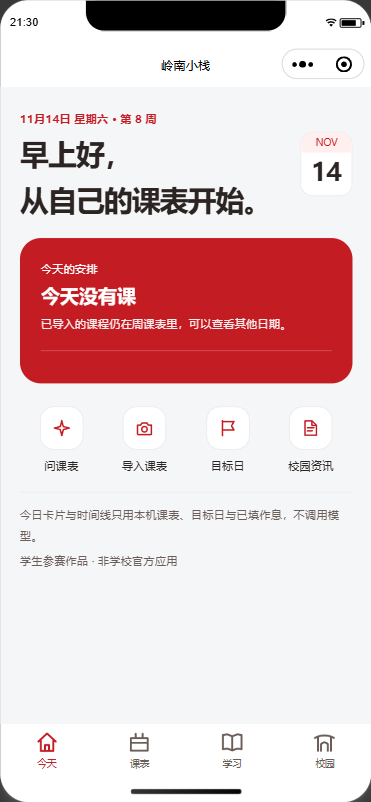 21:30
岭南小栈
11月14日 星期六 • 第 8 周
早上好，
从自己的课表开始。
NOV
14
今天的安排
今天没有课
已导入的课程仍在周课表里，可以查看其他日期。
问课表
导入课表
目标日
校园资讯
今日卡片与时间线只用本机课表、目标日与已填作息，不调用模
型。
学生参赛作品 · 非学校官方应用
今天
课表
学习
校园